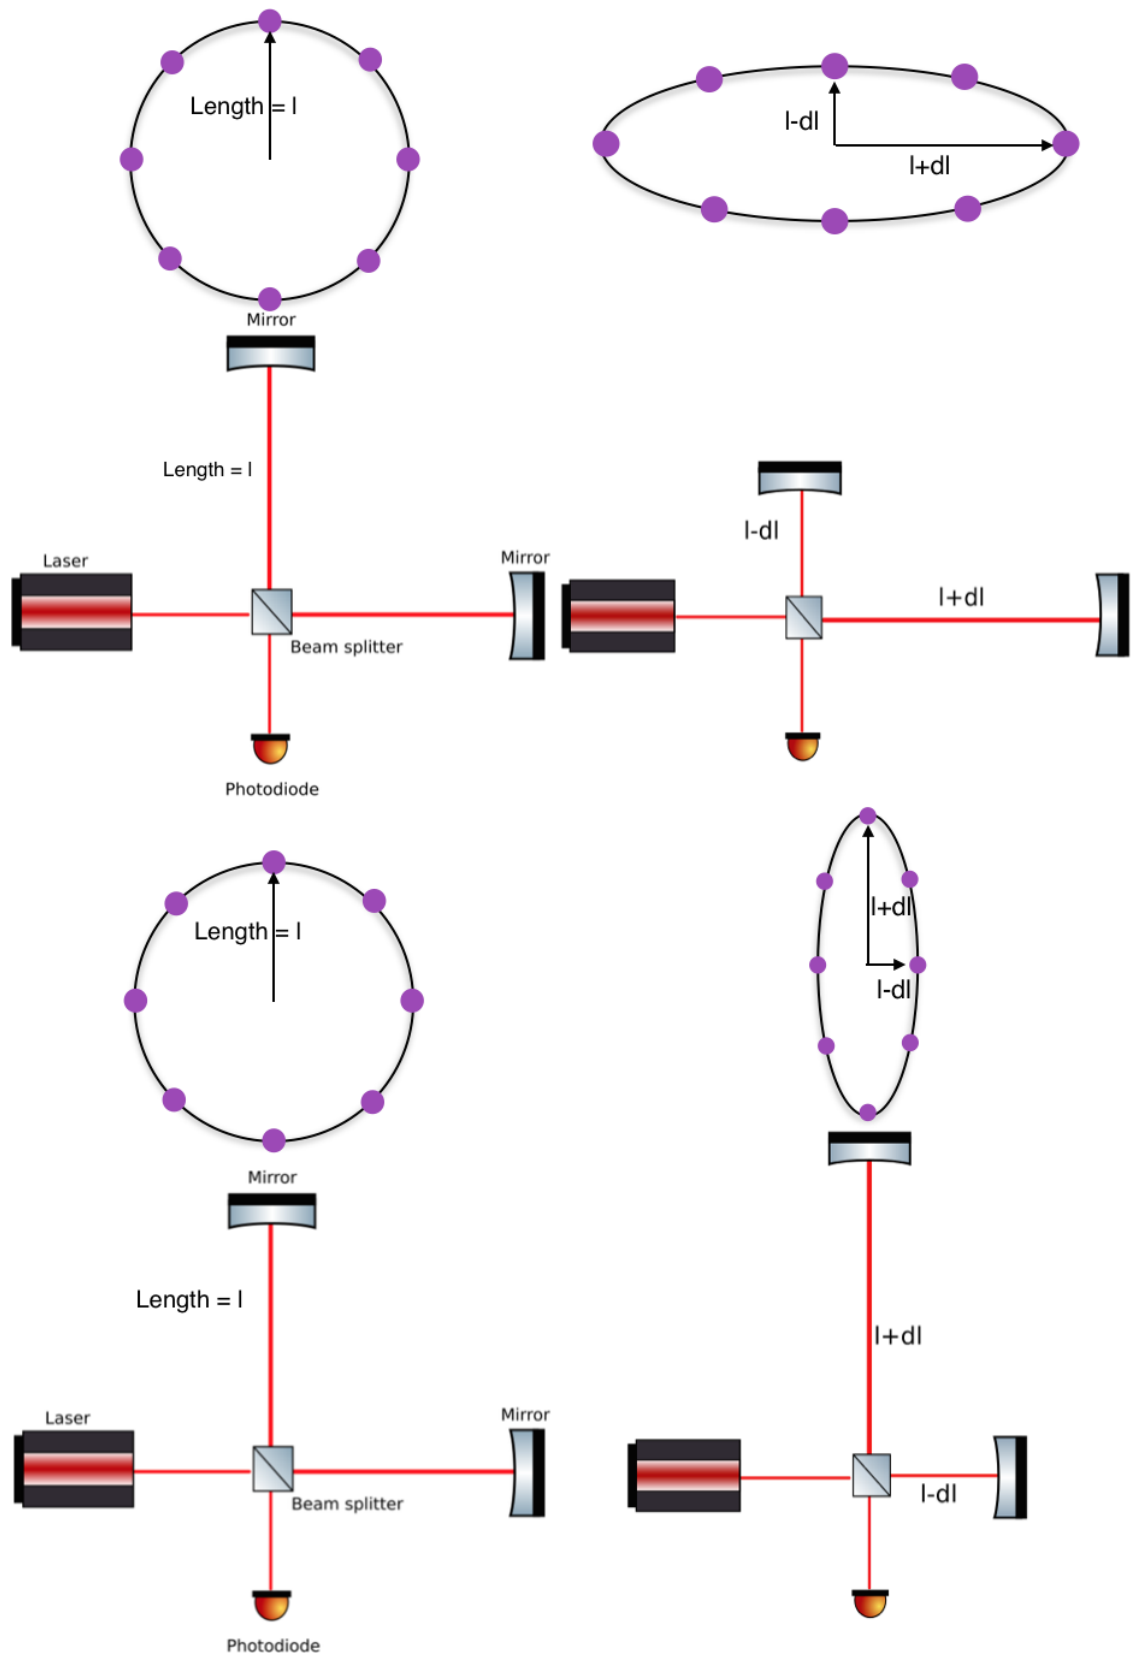 Length = l
l-dl
l+dl
Mirror
Length = l
Laser
Mirror
Beam splitter
Photodiode
l-dl
l+dl
Length = l
l+dl
l-dl
Mirror
Length = l
Laser
Mirror
Beam splitter
Photodiode
l+dl
l-dl